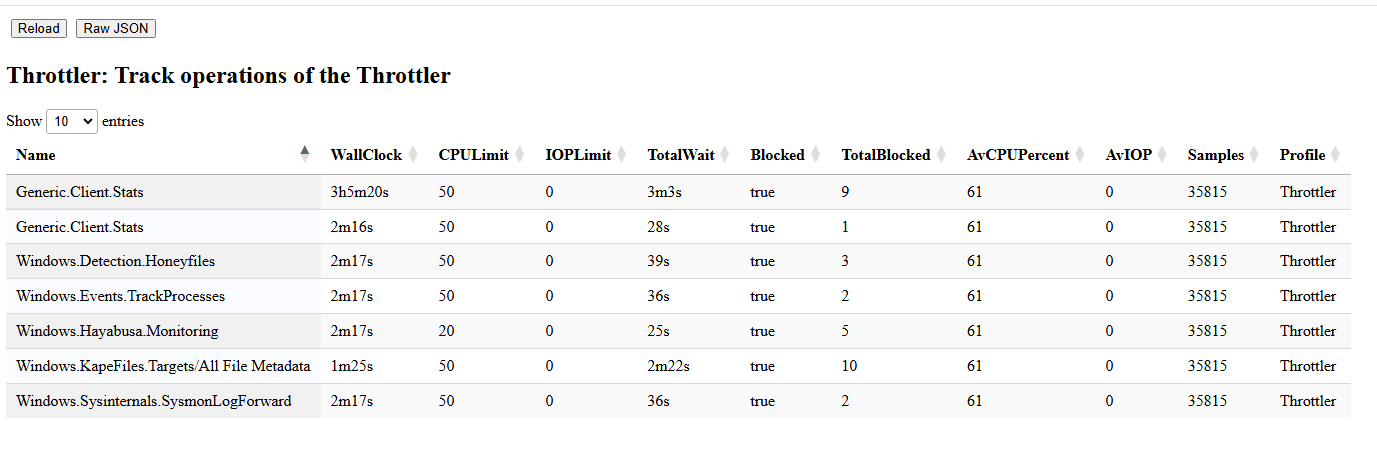 Reload Raw JSON
Throttler: Track operations of the Throttler
Show 10 entries
Name WallClock CPULimit IOPLimit TotalWait Blocked TotalBlocked AvCPUPercent AvIOP Samples Profile
Generic.Client.Stats 3h5m20s 50 0 3m3s true 9 61 0 35815 Throttler
Generic.Client.Stats 2m16s 50 0 28s true 1 61 0 35815 Throttler
Windows.Detection.Honeyfiles 2m17s 50 0 39s true 3 61 0 35815 Throttler
Windows.Events.TrackProcesses 2m17s 50 0 36s true 2 61 0 35815 Throttler
Windows.Hayabusa.Monitoring 2m17s 20 0 25s true 5 61 0 35815 Throttler
Windows.KapeFiles.Targets/All File Metadata 1m25s 50 0 2m22s true 10 61 0 35815 Throttler
Windows.Sysinternals.SysmonLogForward 2m17s 50 0 36s true 2 61 0 35815 Throttler